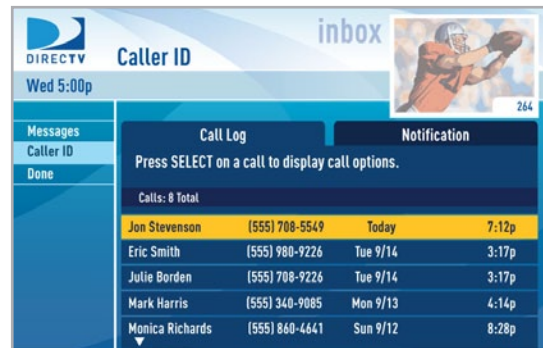 inbox
DIRECTV
Caller ID
Wed 5:00p
264
Messages
Caller ID
Done
Call Log
Notification
Press SELECT on a call to display call options.
Calls: 8 Total
Jon Stevenson (555) 708-5549 Today 7:12p
Eric Smith (555) 980-9226 Tue 9/14 3:17p
Julie Borden (555) 708-9226 Tue 9/14 3:17p
Mark Harris (555) 340-9085 Mon 9/13 4:14p
Monica Richards (555) 860-4641 Sun 9/12 8:28p